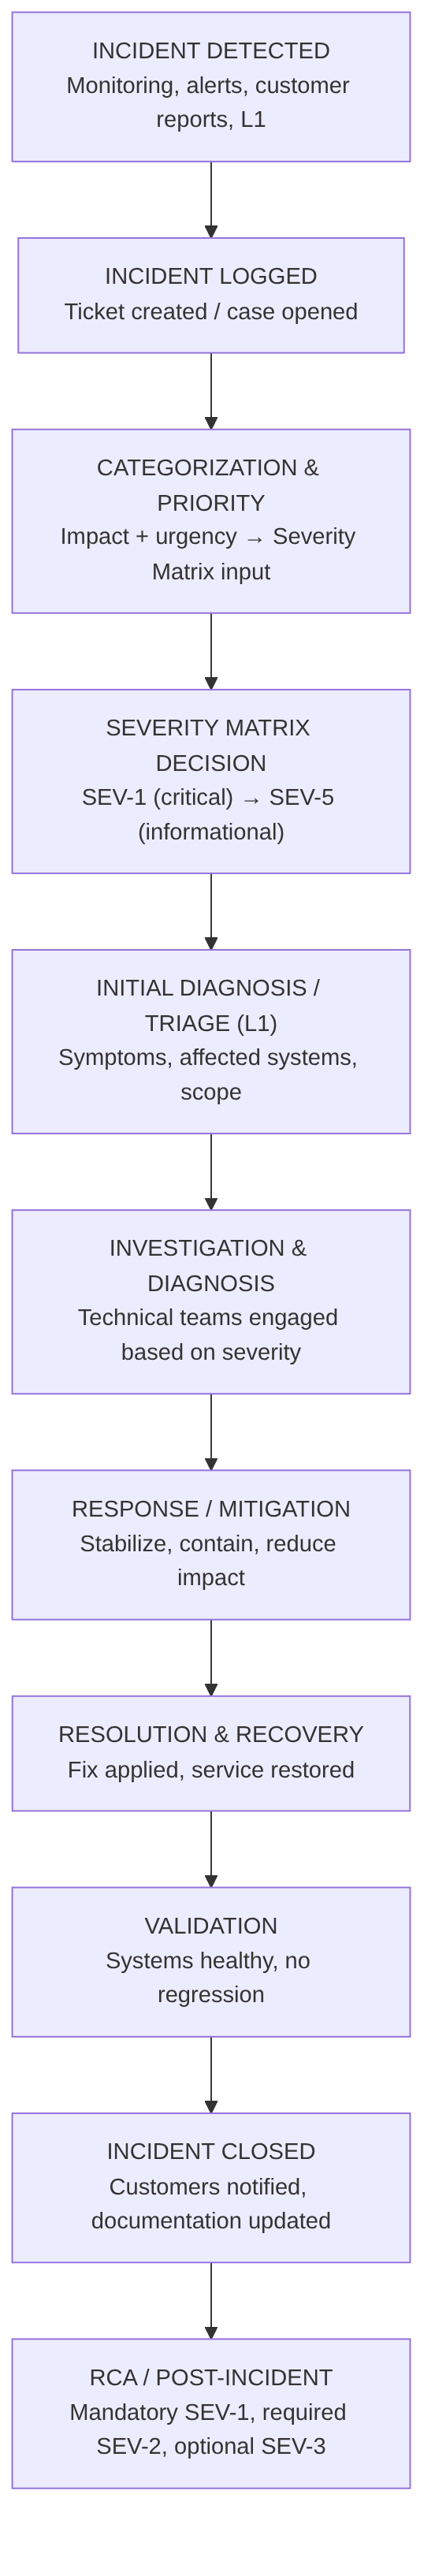 INCIDENT DETECTED
Monitoring, alerts, customer
reports, L1
INCIDENT LOGGED
Ticket created / case opened
CATEGORIZATION &
PRIORITY
Impact + urgency → Severity
Matrix input
SEVERITY MATRIX
DECISION
SEV-1 (critical) → SEV-5
(informational)
INITIAL DIAGNOSIS /
TRIAGE (L1)
Symptoms, affected systems,
scope
INVESTIGATION &
DIAGNOSIS
Technical teams engaged
based on severity
RESPONSE / MITIGATION
Stabilize, contain, reduce
impact
RESOLUTION & RECOVERY
Fix applied, service restored
VALIDATION
Systems healthy, no
regression
INCIDENT CLOSED
Customers notified,
documentation updated
RCA / POST-INCIDENT
Mandatory SEV-1, required
SEV-2, optional SEV-3